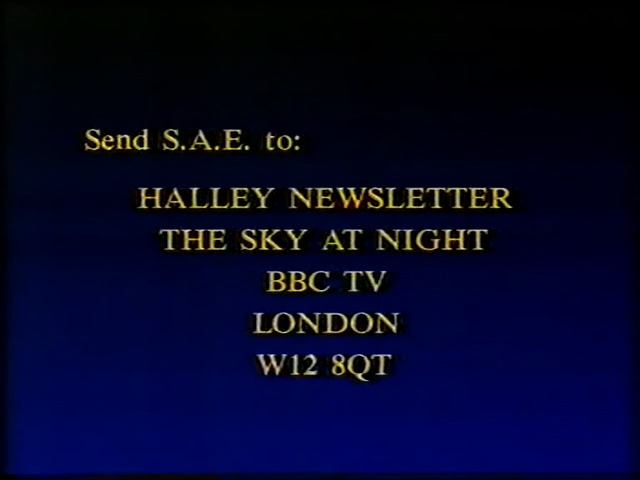 Send S.A.E. to:
HALLEY NEWSLETTER
THE SKY AT NIGHT
BBC TV
LONDON
W12 8QT